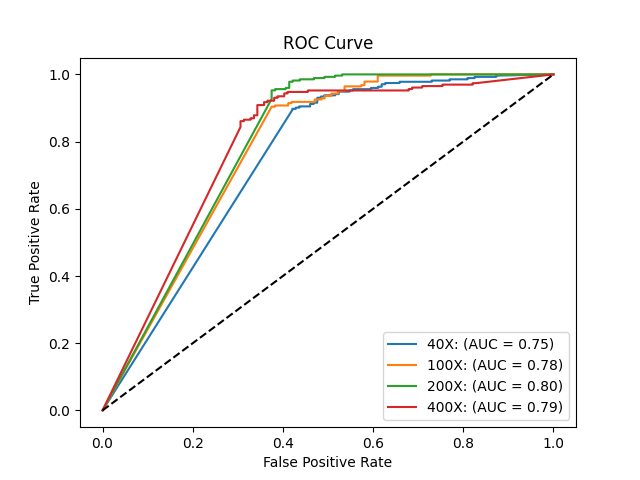 ROC Curve
True Positive Rate
1.0
0.8
0.6
0.4
0.2
0.0
40X: (AUC = 0.75)
100X: (AUC = 0.78)
200X: (AUC = 0.80)
400X: (AUC = 0.79)
0.0 0.2 0.4 0.6 0.8 1.0
False Positive Rate